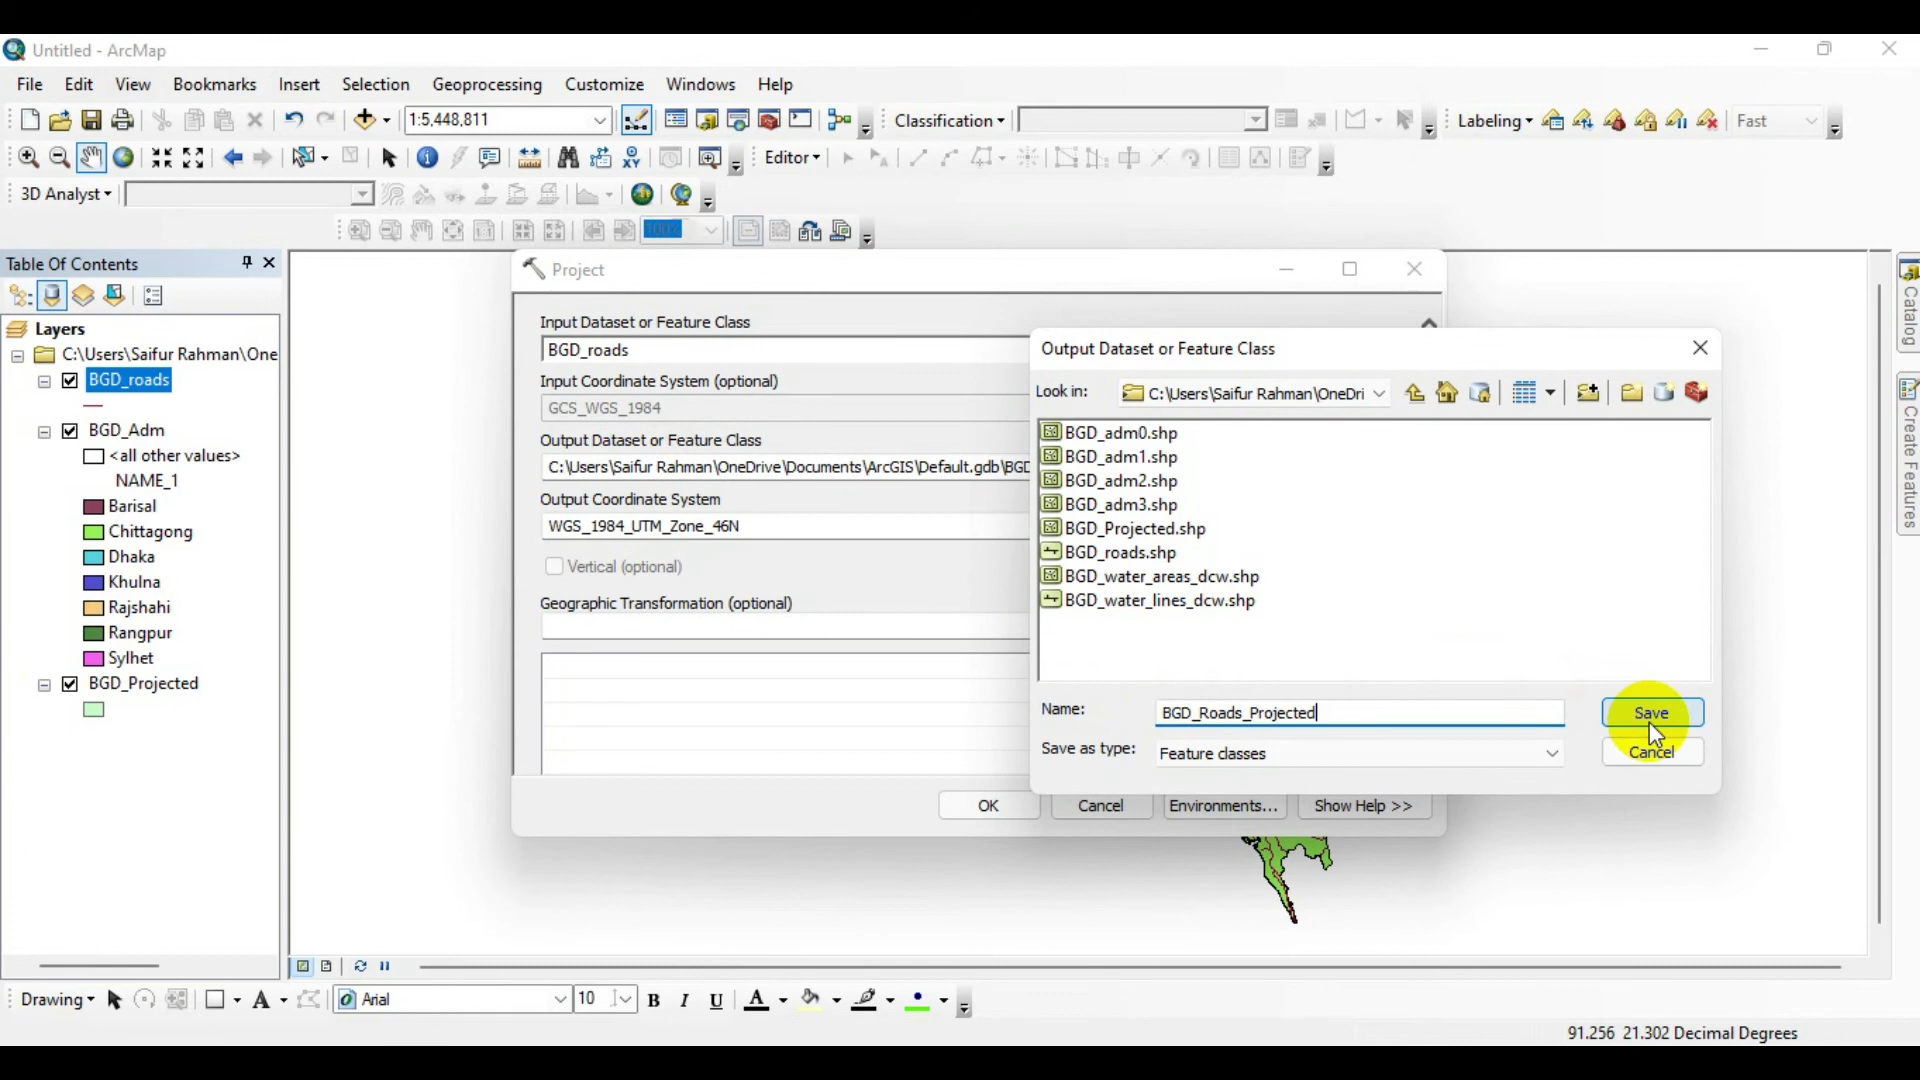 Untitled - ArcMap
File Edit View Bookmarks Insert Selection Geoprocessing Customize Windows Help
1:5,448,811 Classification Labeling Fast
Editor
3D Analyst
100%
Table Of Contents
Layers
C:\Users\Saifur Rahman\One
BGD_roads
BGD_Adm
<all other values>
NAME_1
Barisal
Chittagong
Dhaka
Khulna
Rajshahi
Rangpur
Sylhet
BGD_Projected
Project
Input Dataset or Feature Class
BGD_roads
Input Coordinate System (optional)
GCS_WGS_1984
Output Dataset or Feature Class
C:\Users\Saifur Rahman\OneDrive\Documents\ArcGIS\Default.gdb\BGD
Output Coordinate System
WGS_1984_UTM_Zone_46N
Vertical (optional)
Geographic Transformation (optional)
OK Cancel Environments... Show Help >>
Output Dataset or Feature Class
Look in: C:\Users\Saifur Rahman\OneDri
BGD_adm0.shp
BGD_adm1.shp
BGD_adm2.shp
BGD_adm3.shp
BGD_Projected.shp
BGD_roads.shp
BGD_water_areas_dcw.shp
BGD_water_lines_dcw.shp
Name: BGD_Roads_Projected Save
Save as type: Feature classes Cancel
Catalog
Create Features
Drawing A Arial 10 B I U A
91.256 21.302 Decimal Degrees